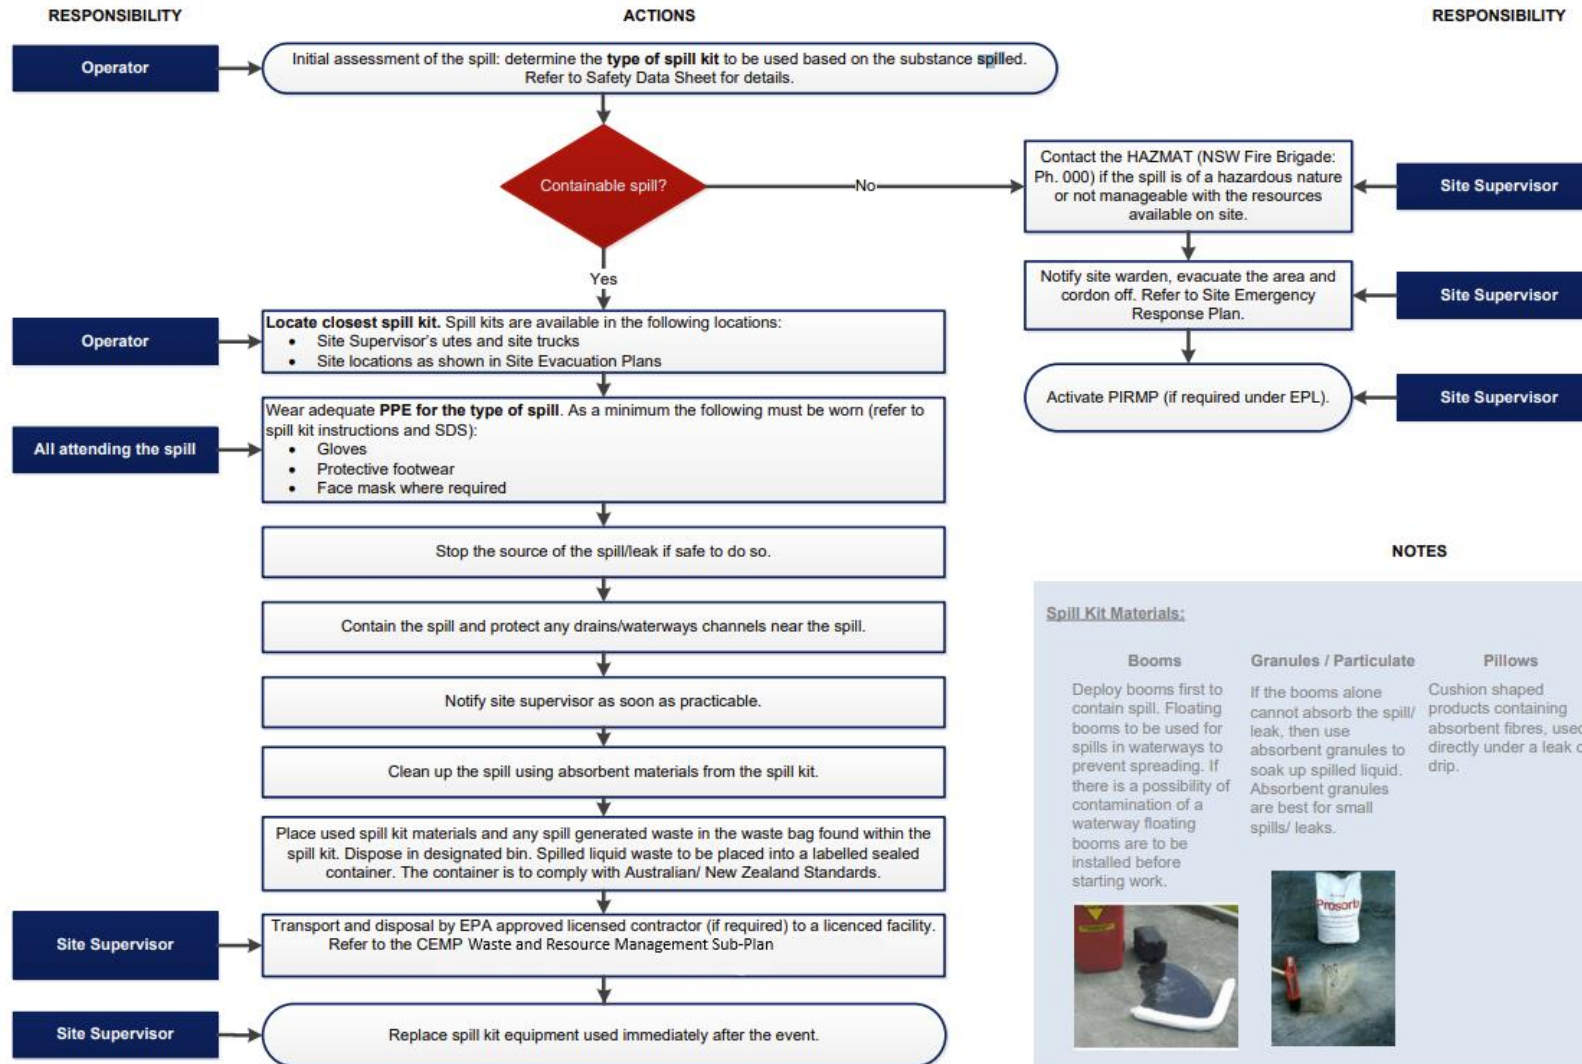 RESPONSIBILITY
ACTIONS
RESPONSIBILITY
Operator
Initial assessment of the spill: determine the type of spill kit to be used based on the substance spilled.
Refer to Safety Data Sheet for details.
Containable spill?
No
Contact the HAZMAT (NSW Fire Brigade:
Ph. 000) if the spill is of a hazardous nature
or not manageable with the resources
available on site.
Site Supervisor
Yes
Notify site warden, evacuate the area and
cordon off. Refer to Site Emergency
Response Plan.
Site Supervisor
Operator
Locate closest spill kit. Spill kits are available in the following locations:
• Site Supervisor's utes and site trucks
• Site locations as shown in Site Evacuation Plans
Activate PIRMP (if required under EPL).
Site Supervisor
All attending the spill
Wear adequate PPE for the type of spill. As a minimum the following must be worn (refer to
spill kit instructions and SDS):
• Gloves
• Protective footwear
• Face mask where required
Stop the source of the spill/leak if safe to do so.
Contain the spill and protect any drains/waterways channels near the spill.
Notify site supervisor as soon as practicable.
Clean up the spill using absorbent materials from the spill kit.
Place used spill kit materials and any spill generated waste in the waste bag found within the
spill kit. Dispose in designated bin. Spilled liquid waste to be placed into a labelled sealed
container. The container is to comply with Australian/ New Zealand Standards.
Site Supervisor
Transport and disposal by EPA approved licensed contractor (if required) to a licenced facility.
Refer to the CEMP Waste and Resource Management Sub-Plan
Site Supervisor
Replace spill kit equipment used immediately after the event.
NOTES
Spill Kit Materials:
Booms
Deploy booms first to
contain spill. Floating
booms to be used for
spills in waterways to
prevent spreading. If
there is a possibility of
contamination of a
waterway floating
booms are to be
installed before
starting work.
Granules / Particulate
If the booms alone
cannot absorb the spill/
leak, then use
absorbent granules to
soak up spilled liquid.
Absorbent granules
are best for small
spills/ leaks.
Pillows
Cushion shaped
products containing
absorbent fibres, used
directly under a leak o
drip.
Prosorb